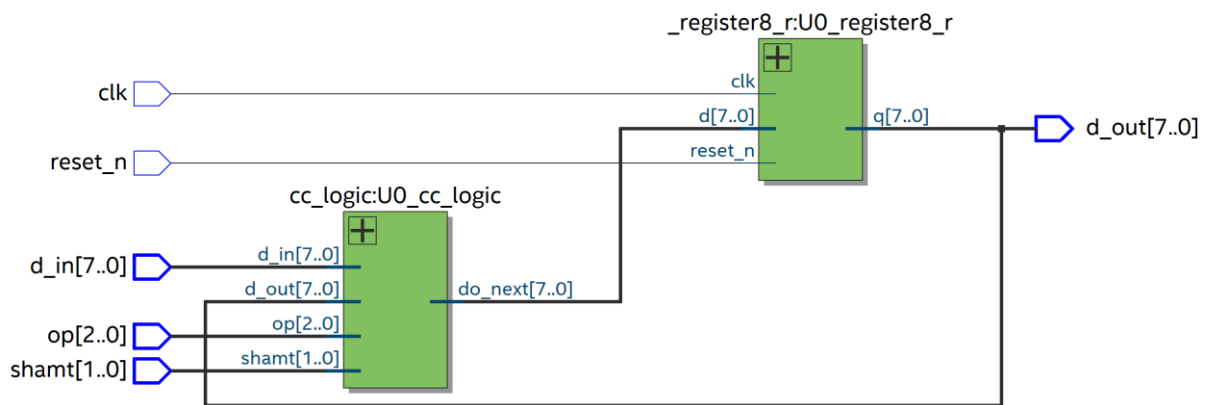 _register8_r:U0_register8_r
clk
clk
d[7..0]
q[7..0]
d_out[7..0]
reset_n
reset_n
cc_logic:U0_cc_logic
d_in[7..0]
d_in[7..0]
d_out[7..0]
do_next[7..0]
op[2..0]
op[2..0]
shamt[1..0]
shamt[1..0]